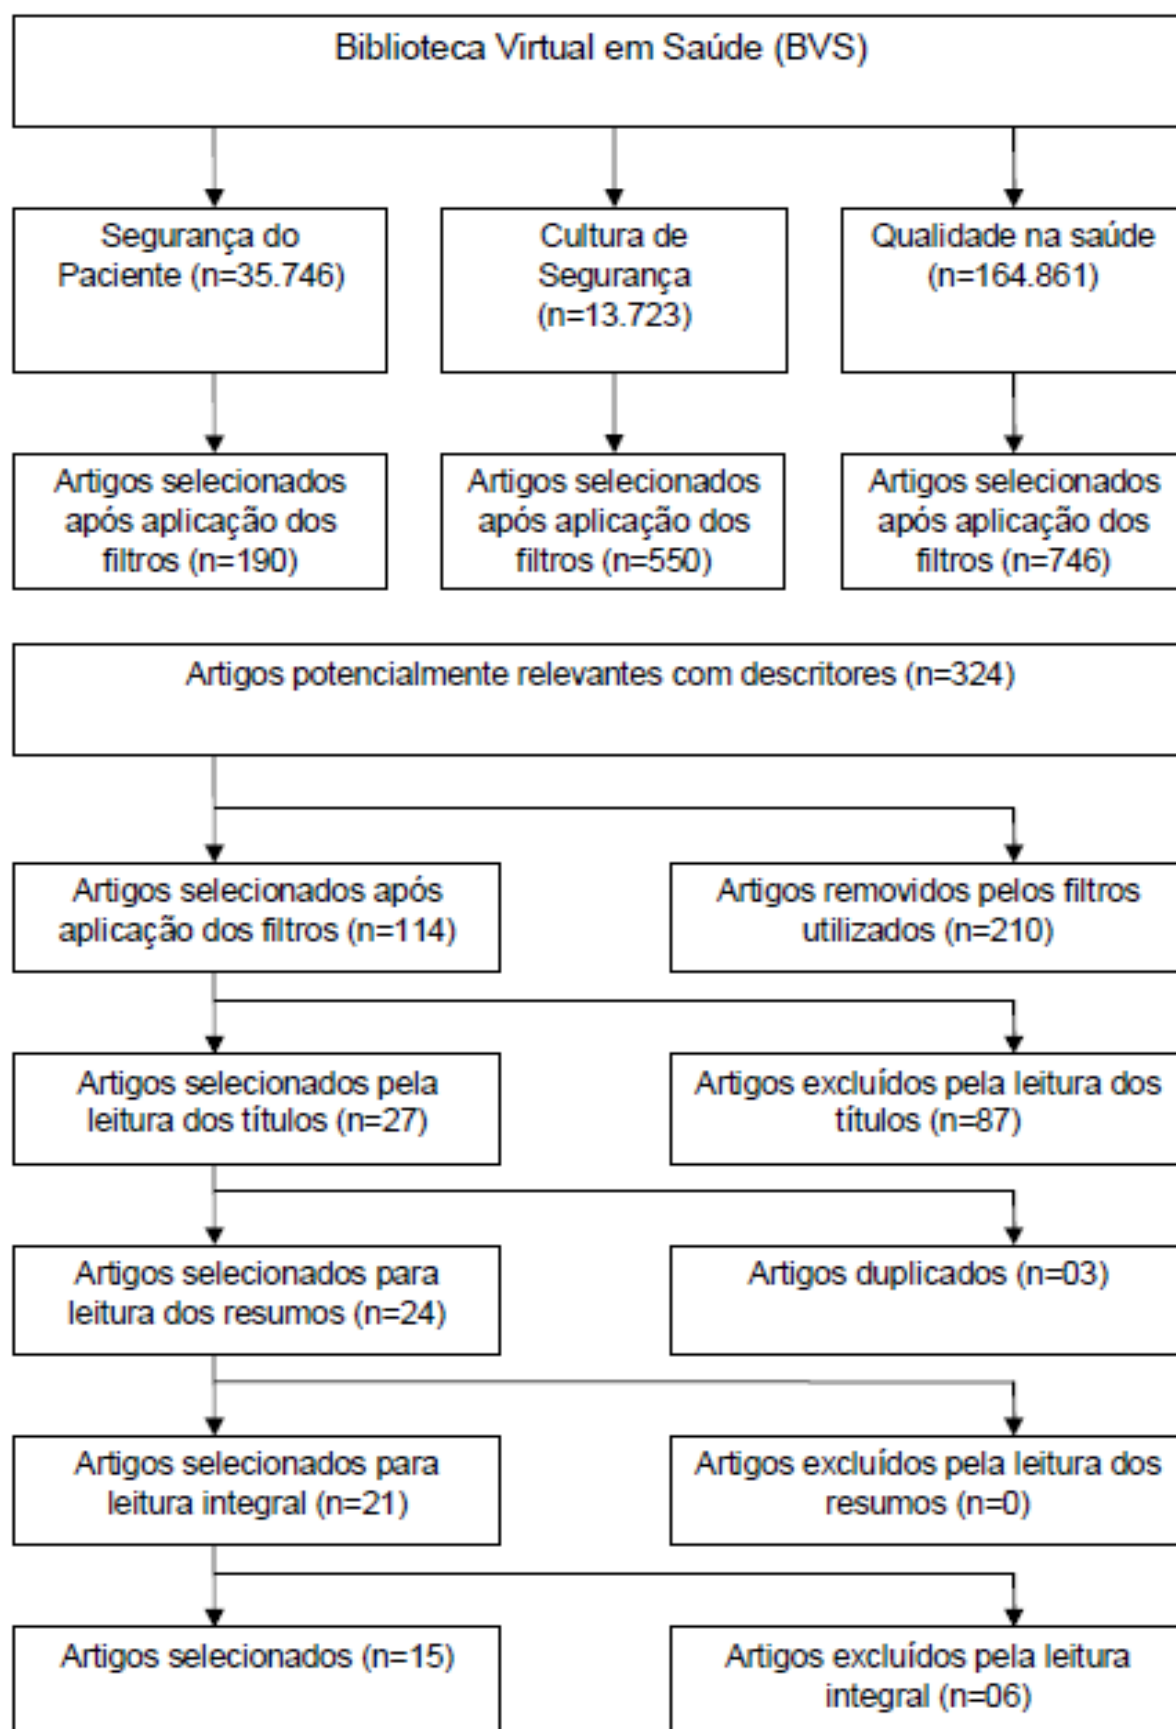 Biblioteca Virtual em Saúde (BVS)
Segurança do
Paciente (n=35.746)
Cultura de
Segurança
(n=13.723)
Qualidade na saúde
(n=164.861)
Artigos selecionados
após aplicação dos
filtros (n=190)
Artigos selecionados
após aplicação dos
filtros (n=550)
Artigos selecionados
após aplicação dos
filtros (n=746)
Artigos potencialmente relevantes com descritores (n=324)
Artigos selecionados após
aplicação dos filtros (n=114)
Artigos removidos pelos filtros
utilizados (n=210)
Artigos selecionados pela
leitura dos títulos (n=27)
Artigos excluídos pela leitura dos
títulos (n=87)
Artigos selecionados para
leitura dos resumos (n=24)
Artigos duplicados (n=03)
Artigos selecionados para
leitura integral (n=21)
Artigos excluídos pela leitura dos
resumos (n=0)
Artigos selecionados (n=15)
Artigos excluídos pela leitura
integral (n=06)